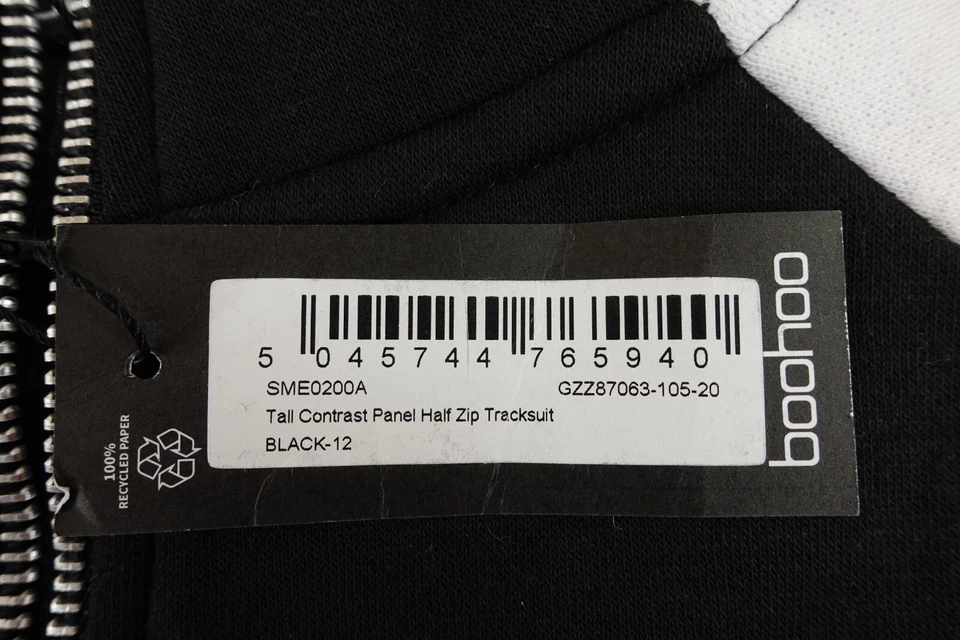 5 045744 765940
SME0200A GZZ87063-105-20
Tall Contrast Panel Half Zip Tracksuit
BLACK-12
100%
RECYCLED PAPER
boohoo